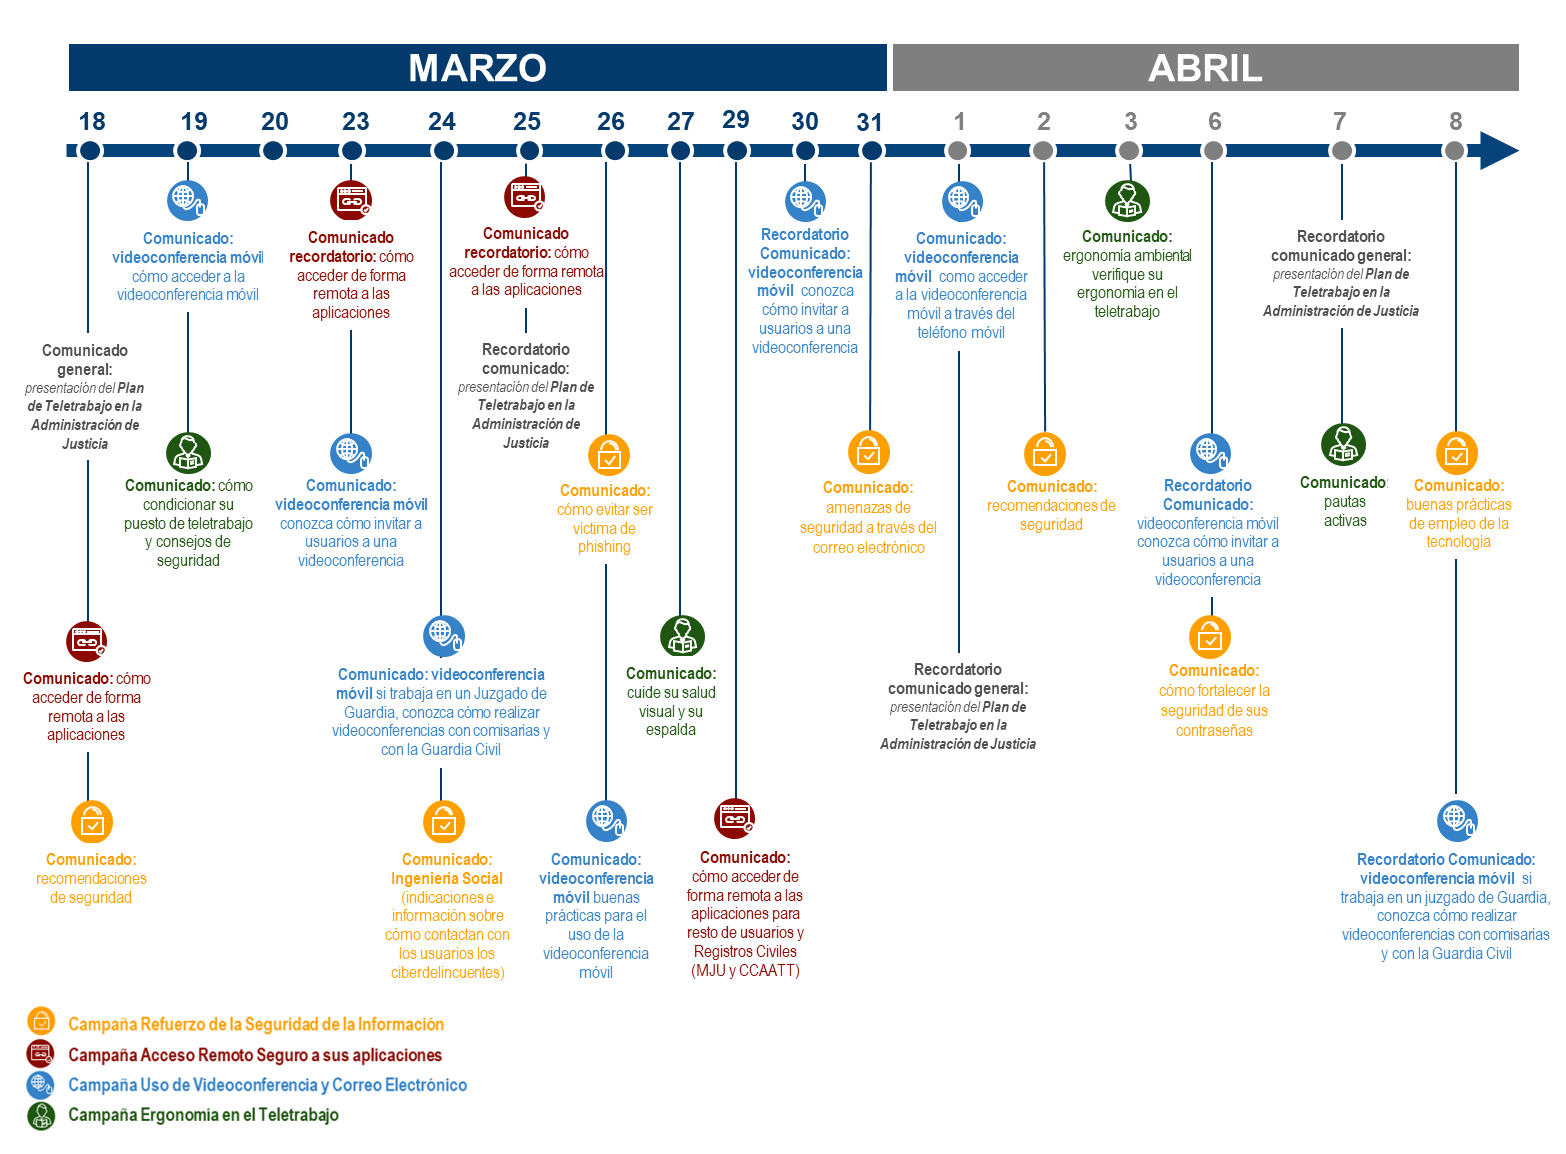 MARZO
ABRIL
18
19
20
23
24
25
26
27
29
30
31
1
2
3
6
7
8
Comunicado
general:
presentación del Plan
de Teletrabajo en la
Administración de
Justicia
Comunicado: cómo
acceder de forma
remota a las
aplicaciones
Comunicado:
recomendaciones
de seguridad
Comunicado:
videoconferencia móvil
cómo acceder a la
videoconferencia móvil
Comunicado: cómo
condicionar su
puesto de teletrabajo
y consejos de
seguridad
Comunicado
recordatorio: cómo
acceder de forma
remota a las
aplicaciones
Comunicado:
videoconferencia móvil
conozca cómo invitar a
usuarios a una
videoconferencia
Comunicado: videoconferencia
móvil si trabaja en un Juzgado de
Guardia, conozca cómo realizar
videoconferencias con comisarias y
con la Guardia Civil
Comunicado:
Ingeniería Social
(indicaciones e
información sobre
cómo contactan con
los usuarios los
ciberdelincuentes)
Comunicado
recordatorio: cómo
acceder de forma remota
a las aplicaciones
Recordatorio
comunicado:
presentación del Plan de
Teletrabajo en la
Administración de
Justicia
Comunicado:
cómo evitar ser
víctima de
phishing
Comunicado:
videoconferencia
móvil buenas
prácticas para el
uso de la
videoconferencia
móvil
Comunicado:
cuide su salud
visual y su
espalda
Comunicado:
cómo acceder de
forma remota a las
aplicaciones para
resto de usuarios y
Registros Civiles
(MJU y CCAATT)
Recordatorio
Comunicado:
videoconferencia
móvil conozca
cómo invitar a
usuarios a una
videoconferencia
Comunicado:
amenazas de
seguridad a través del
correo electrónico
Comunicado:
videoconferencia
móvil como acceder
a la videoconferencia
móvil a través del
teléfono móvil
Recordatorio
comunicado general:
presentación del Plan de
Teletrabajo en la
Administración de Justicia
Comunicado:
recomendaciones de
seguridad
Comunicado:
ergonomía ambiental
verifique su
ergonomia en el
teletrabajo
Recordatorio
Comunicado:
videoconferencia móvil
conozca cómo invitar a
usuarios a una
videoconferencia
Comunicado:
cómo fortalecer la
seguridad de sus
contraseñas
Recordatorio
comunicado general:
presentación del Plan de
Teletrabajo en la
Administración de Justicia
Comunicado:
pautas
activas
Comunicado:
buenas prácticas
de empleo de la
tecnologia
Recordatorio Comunicado:
videoconferencia móvil si
trabaja en un juzgado de Guardia,
conozca cómo realizar
videoconferencias con comisarias
y con la Guardia Civil
Campaña Refuerzo de la Seguridad de la Información
Campaña Acceso Remoto Seguro a sus aplicaciones
Campaña Uso de Videoconferencia y Correo Electrónico
Campaña Ergonomía en el Teletrabajo